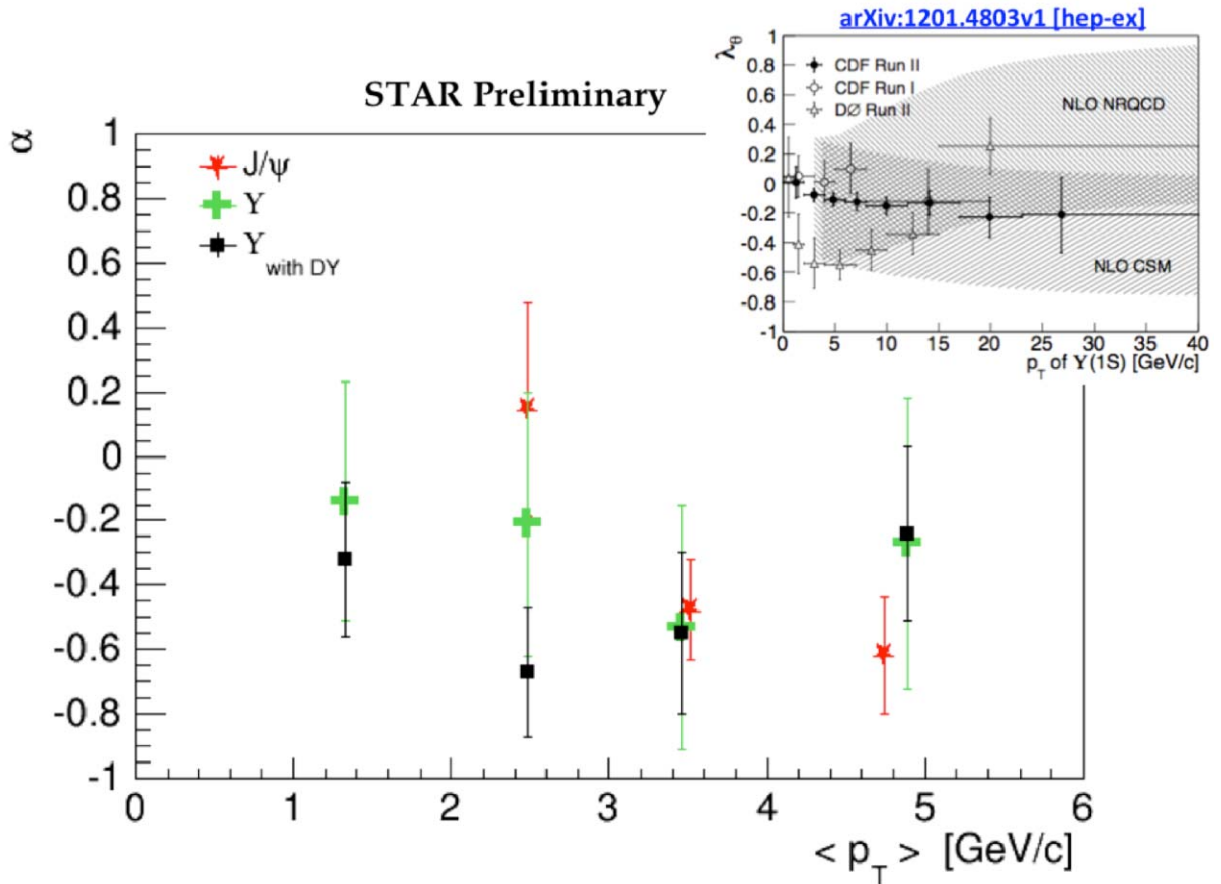 arXiv:1201.4803v1 [hep-ex]
STAR Preliminary
α
1
0.8
0.6
0.4
0.2
0
-0.2
-0.4
-0.6
-0.8
-1
J/ψ
Υ
Υ with DY
0 1 2 3 4 5 6
< p_T > [GeV/c]
λ_θ
1
0.8
0.6
0.4
0.2
0
-0.2
-0.4
-0.6
-0.8
-1
CDF Run II
CDF Run I
DØ Run II
NLO NRQCD
NLO CSM
0 5 10 15 20 25 30 35 40
p_T of Υ(1S) [GeV/c]